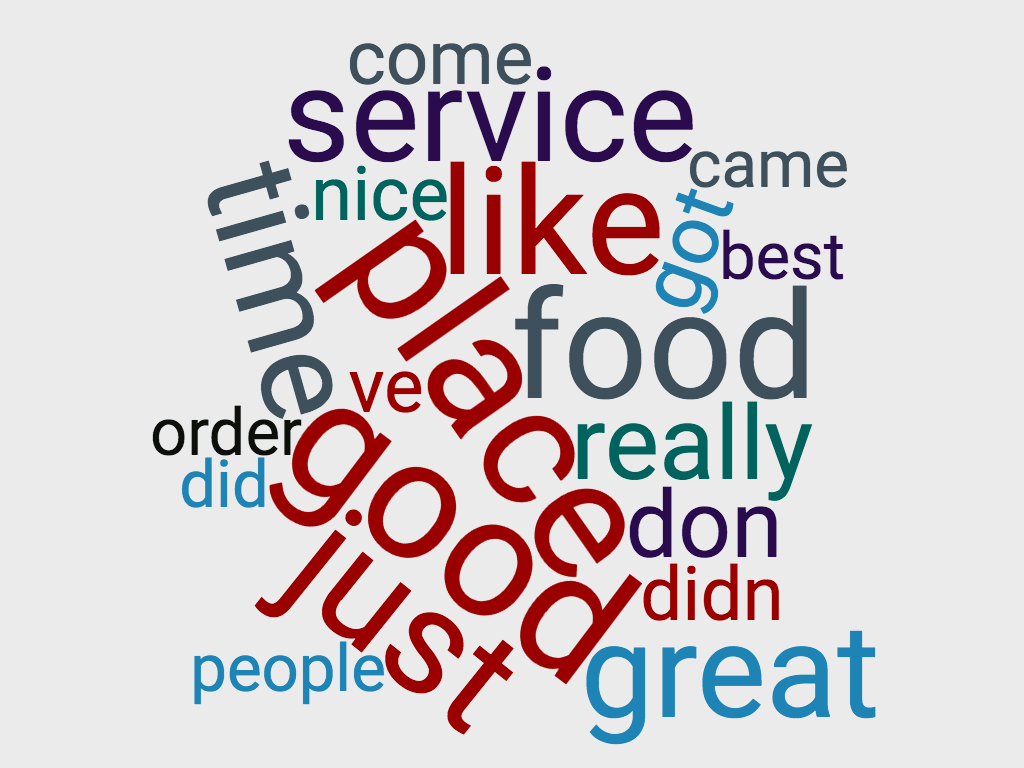 come
service
came
time
nice
like
got
best
place
food
ve
order
good
really
did
don
just
didn
people
great